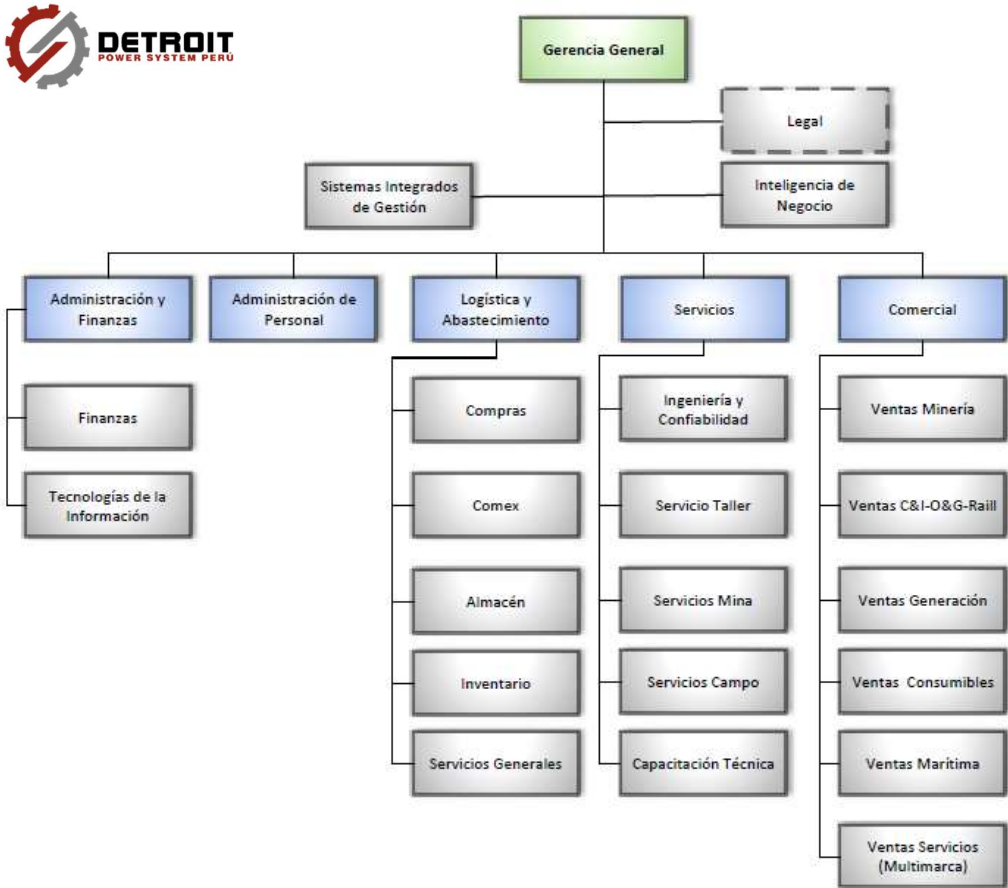 DETROIT
POWER SYSTEM PERÚ
Gerencia General
Legal
Sistemas Integrados
de Gestión
Inteligencia de
Negocio
Administración y
Finanzas
Administración de
Personal
Logística y
Abastecimiento
Servicios
Comercial
Finanzas
Tecnologías de la
Información
Compras
Comex
Almacén
Inventario
Servicios Generales
Ingeniería y
Confiabilidad
Servicio Taller
Servicios Mina
Servicios Campo
Capacitación Técnica
Ventas Minería
Ventas C&I-O&G-Raill
Ventas Generación
Ventas Consumibles
Ventas Marítima
Ventas Servicios
(Multimarca)